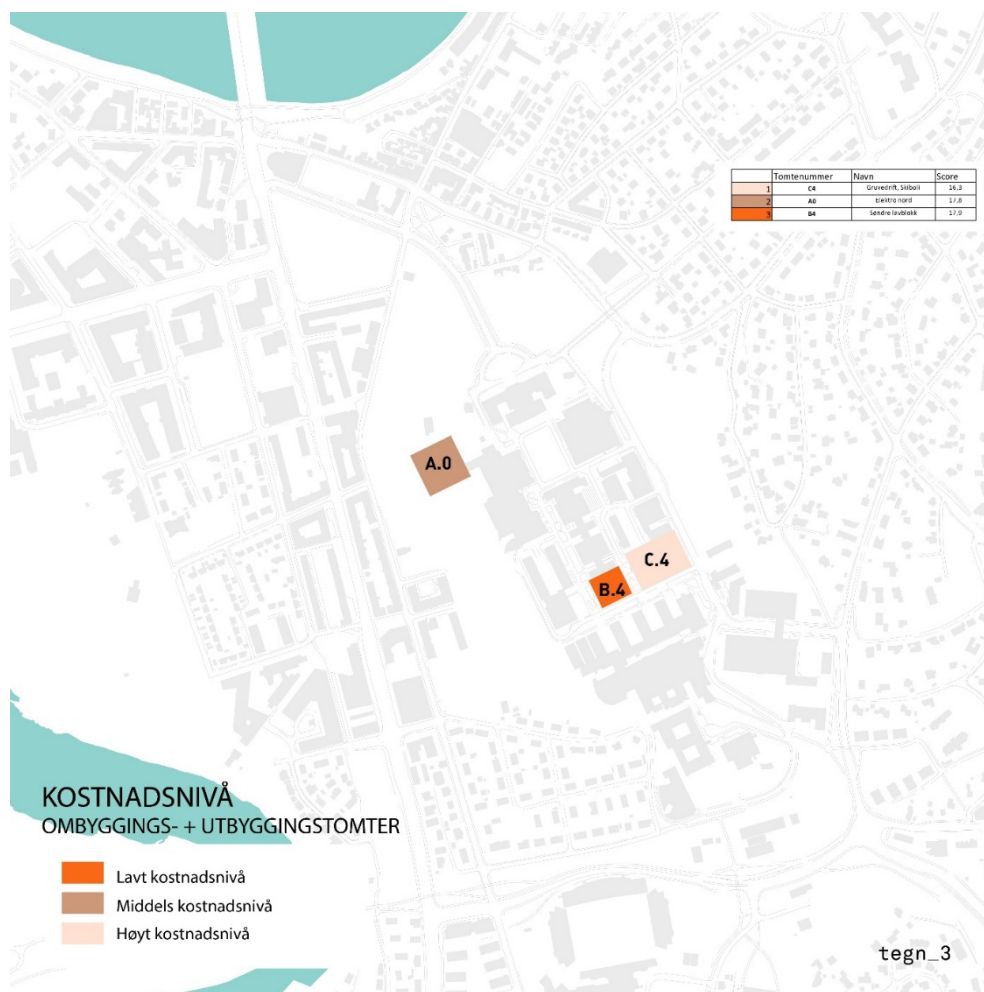 Tomtenummer Navn Score
1 C4 Gruvedrift, Skiboli 16,3
2 A0 Elektro nord 17,8
3 B4 Søndre lavblokk 17,9
A.0
C.4
B.4
KOSTNADSNIVÅ
OMBYGGINGS- + UTBYGGINGSTOMTER
Lavt kostnadsnivå
Middels kostnadsnivå
Høyt kostnadsnivå
tegn_3